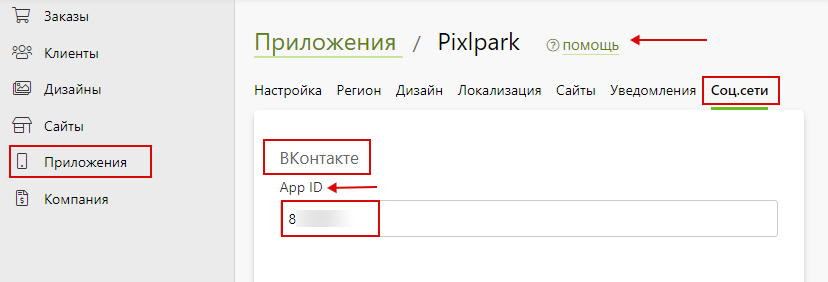 Заказы
Клиенты
Дизайны
Сайты
Приложения
Компания
Приложения / Pixlpark
помощь
Настройка Регион Дизайн Локализация Сайты Уведомления Соц.сети
ВКонтакте
App ID
8